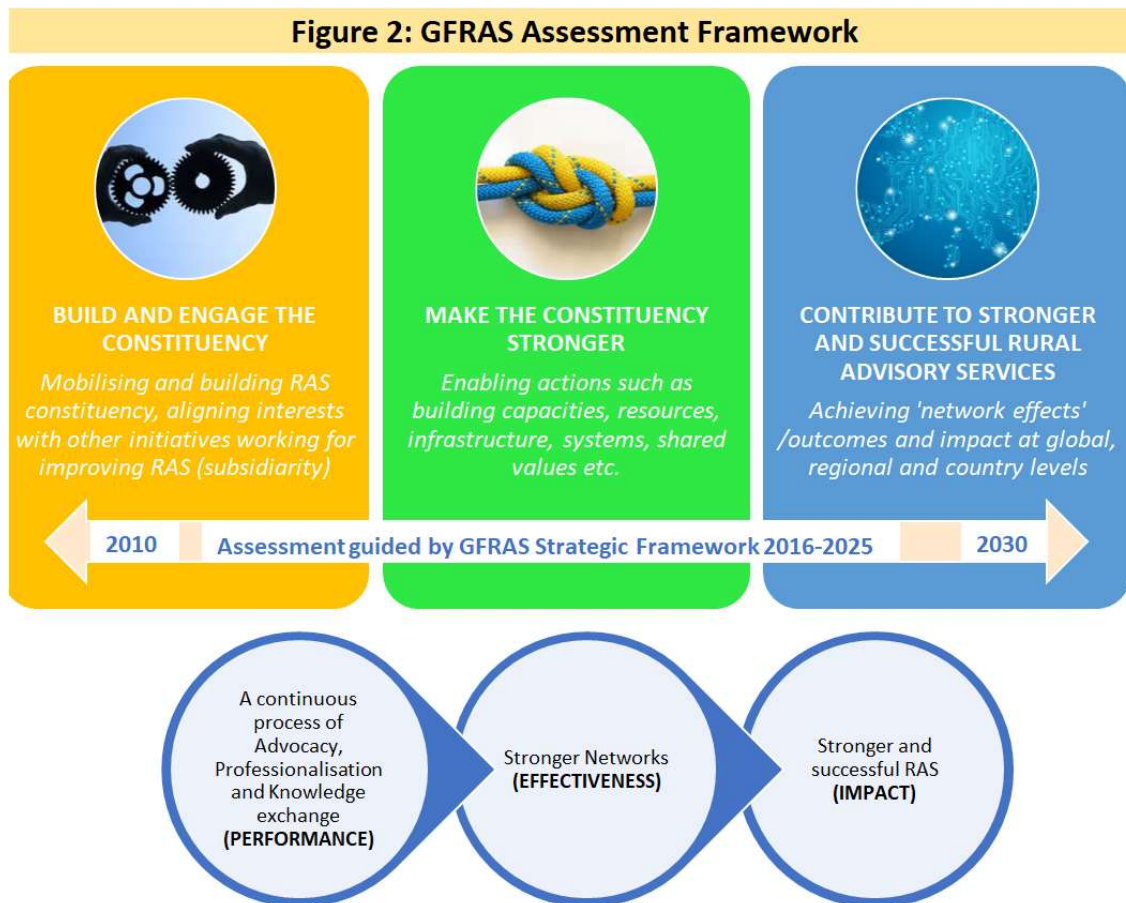 Figure 2: GFRAS Assessment Framework
BUILD AND ENGAGE THE
CONSTITUENCY
Mobilising and building RAS
constituency, aligning interests
with other initiatives working for
improving RAS (subsidiarity)
MAKE THE CONSTITUENCY
STRONGER
Enabling actions such as
building capacities, resources,
infrastructure, systems, shared
values etc.
CONTRIBUTE TO STRONGER
AND SUCCESSFUL RURAL
ADVISORY SERVICES
Achieving 'network effects'
/outcomes and impact at global,
regional and country levels
2010 Assessment guided by GFRAS Strategic Framework 2016-2025 2030
A continuous
process of
Advocacy,
Professionalisation
and Knowledge
exchange
(PERFORMANCE)
Stronger Networks
(EFFECTIVENESS)
Stronger and
successful RAS
(IMPACT)